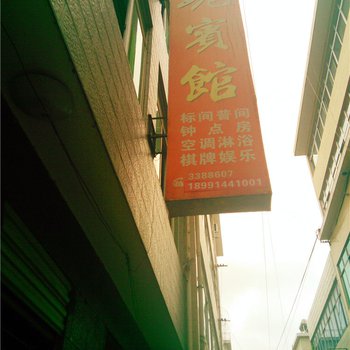 賓
館
标间普间
钟点房
空调淋浴
棋牌娱乐
3388607
18991441001